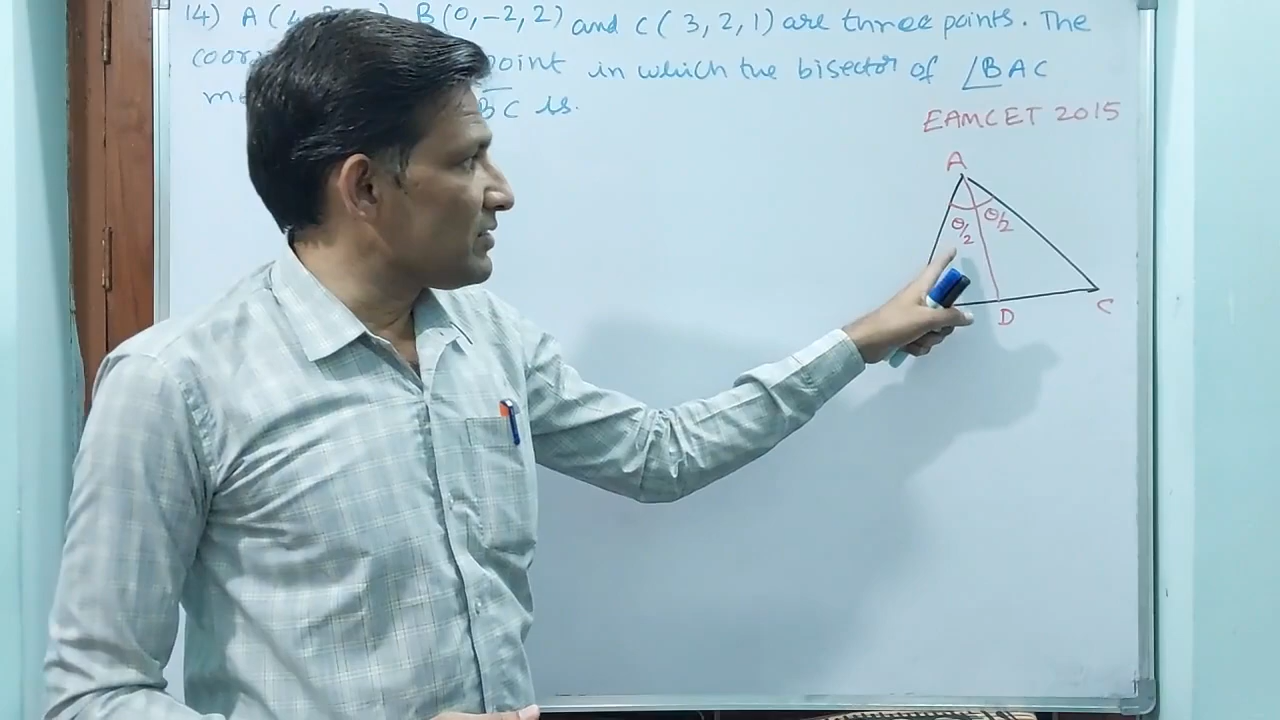 14) A ( B(0,-2,2) and C( 3, 2, 1) are three points. The
point in which the bisector of ∠BAC
BC is.
EAMCET 2015
A
θ/2 θ/2
D C